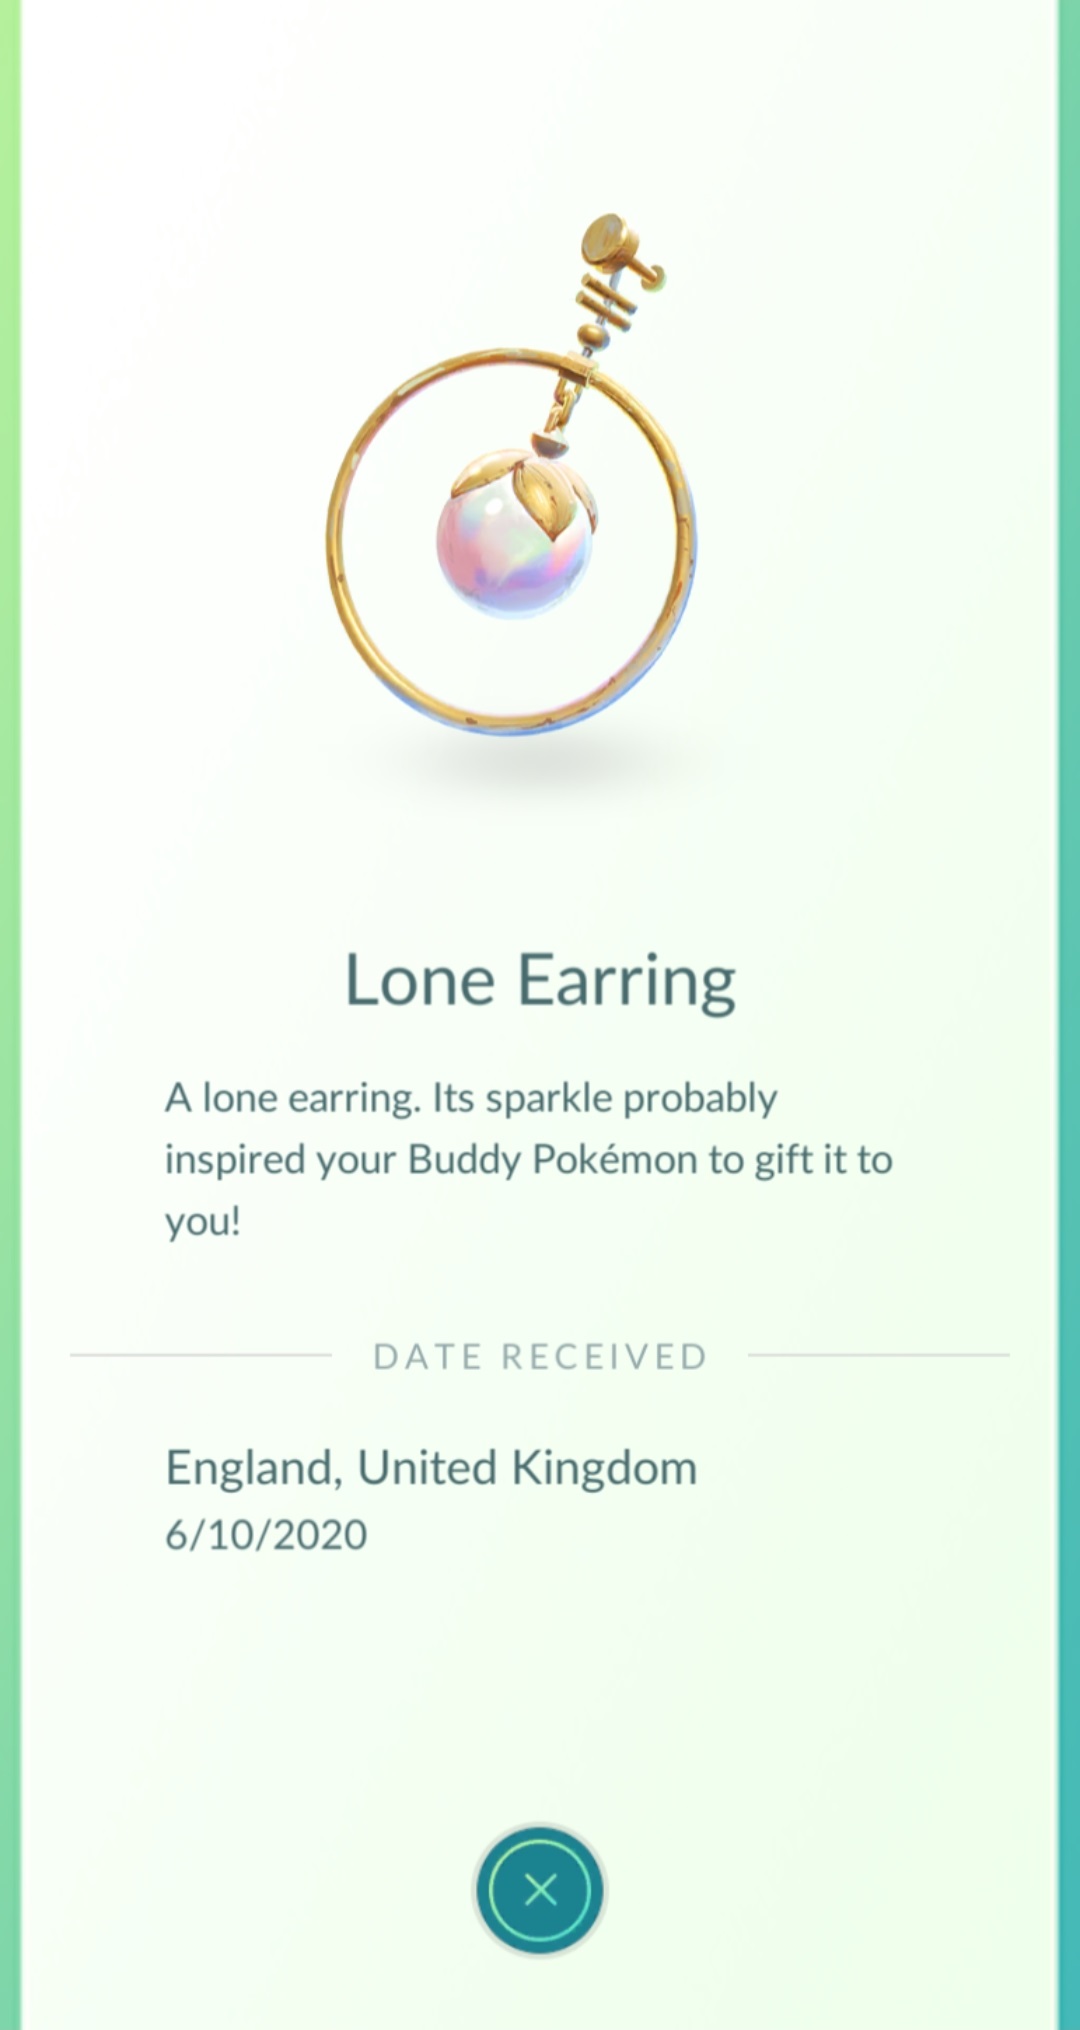 Lone Earring
A lone earring. Its sparkle probably
inspired your Buddy Pokémon to gift it to
you!
DATE RECEIVED
England, United Kingdom
6/10/2020